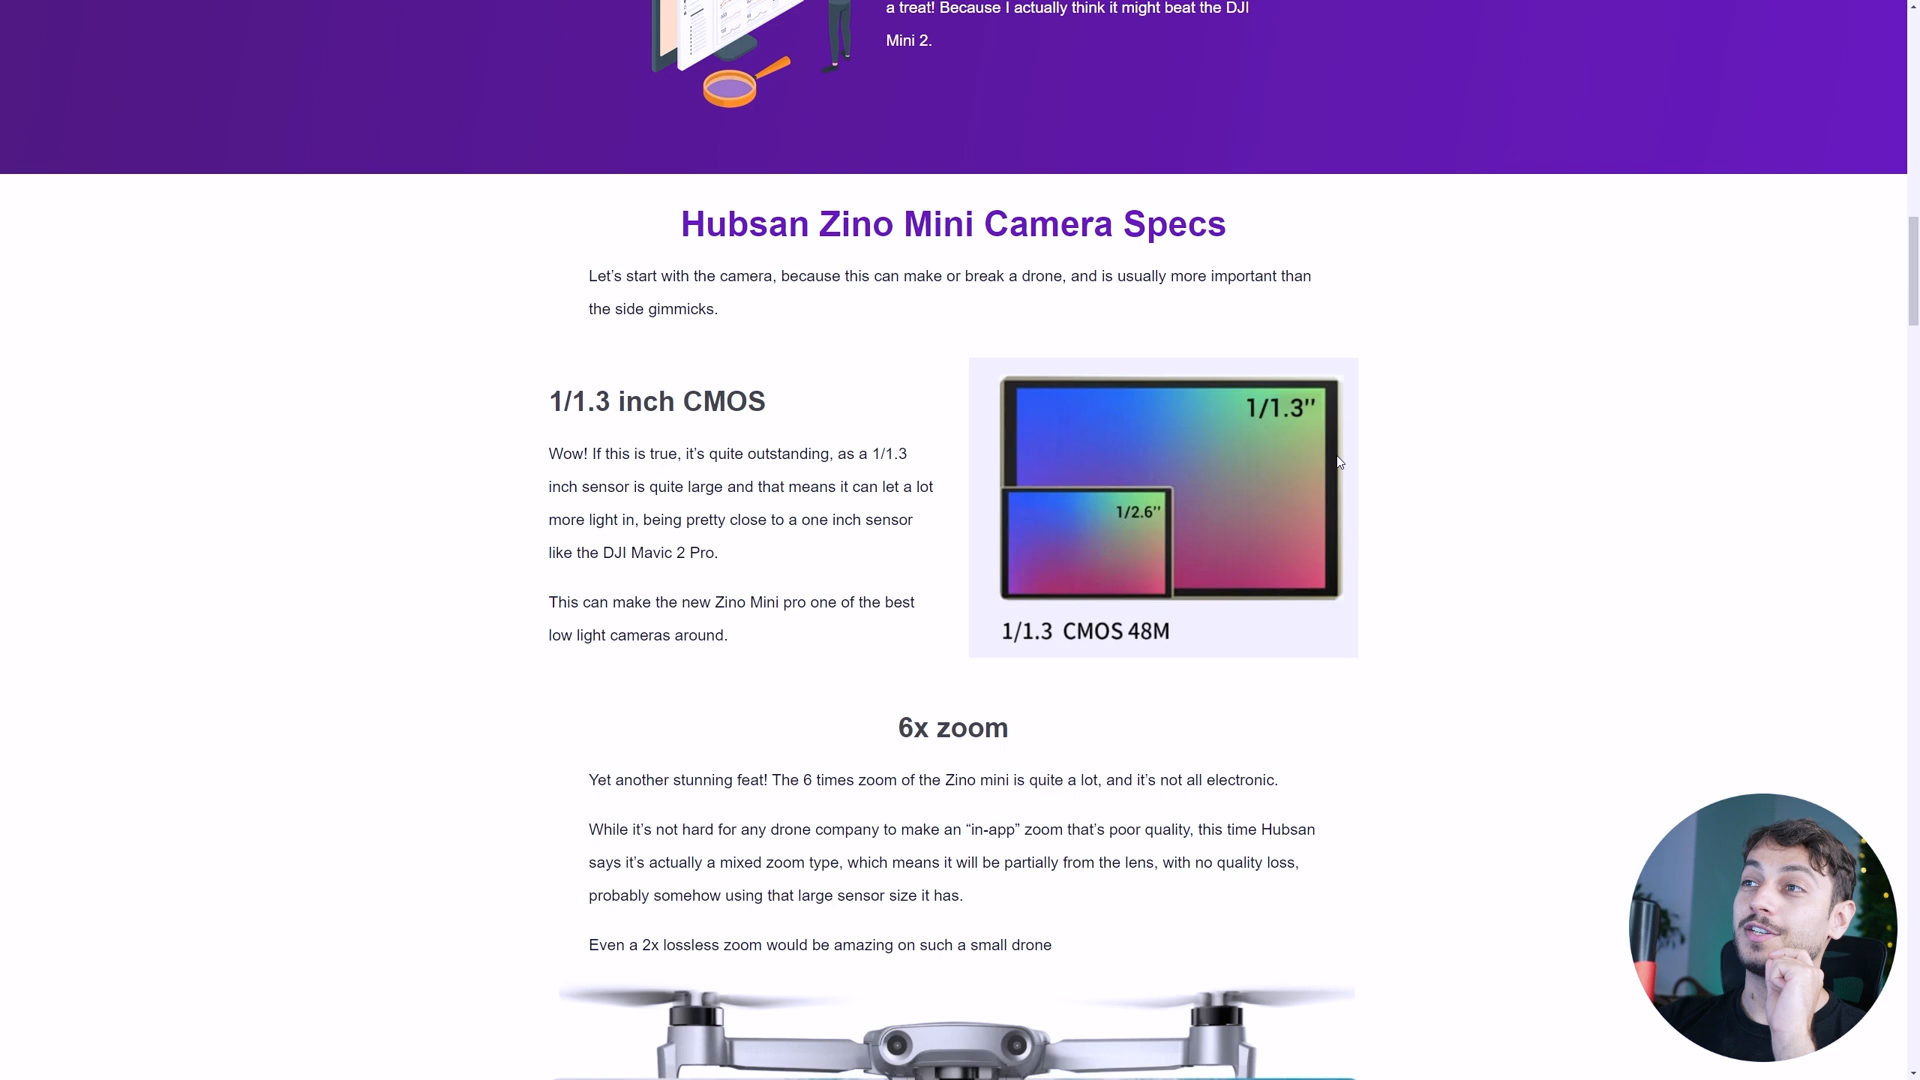 a treat! Because I actually think it might beat the DJI
Mini 2.
Hubsan Zino Mini Camera Specs
Let’s start with the camera, because this can make or break a drone, and is usually more important than
the side gimmicks.
1/1.3 inch CMOS
Wow! If this is true, it’s quite outstanding, as a 1/1.3
inch sensor is quite large and that means it can let a lot
more light in, being pretty close to a one inch sensor
like the DJI Mavic 2 Pro.
This can make the new Zino Mini pro one of the best
low light cameras around.
1/1.3’’
1/2.6’’
1/1.3 CMOS 48M
6x zoom
Yet another stunning feat! The 6 times zoom of the Zino mini is quite a lot, and it’s not all electronic.
While it’s not hard for any drone company to make an “in-app” zoom that’s poor quality, this time Hubsan
says it’s actually a mixed zoom type, which means it will be partially from the lens, with no quality loss,
probably somehow using that large sensor size it has.
Even a 2x lossless zoom would be amazing on such a small drone